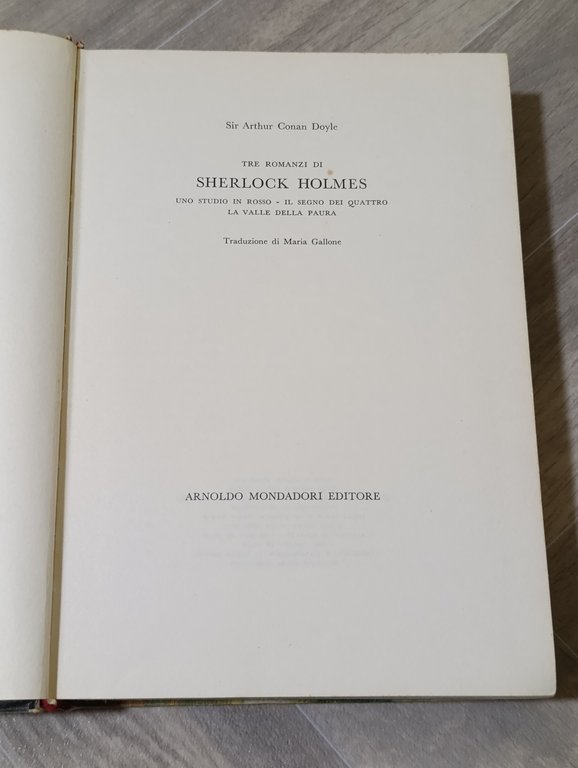 Sir Arthur Conan Doyle
TRE ROMANZI DI
SHERLOCK HOLMES
UNO STUDIO IN ROSSO - IL SEGNO DEI QUATTRO
LA VALLE DELLA PAURA
Traduzione di Maria Gallone
ARNOLDO MONDADORI EDITORE